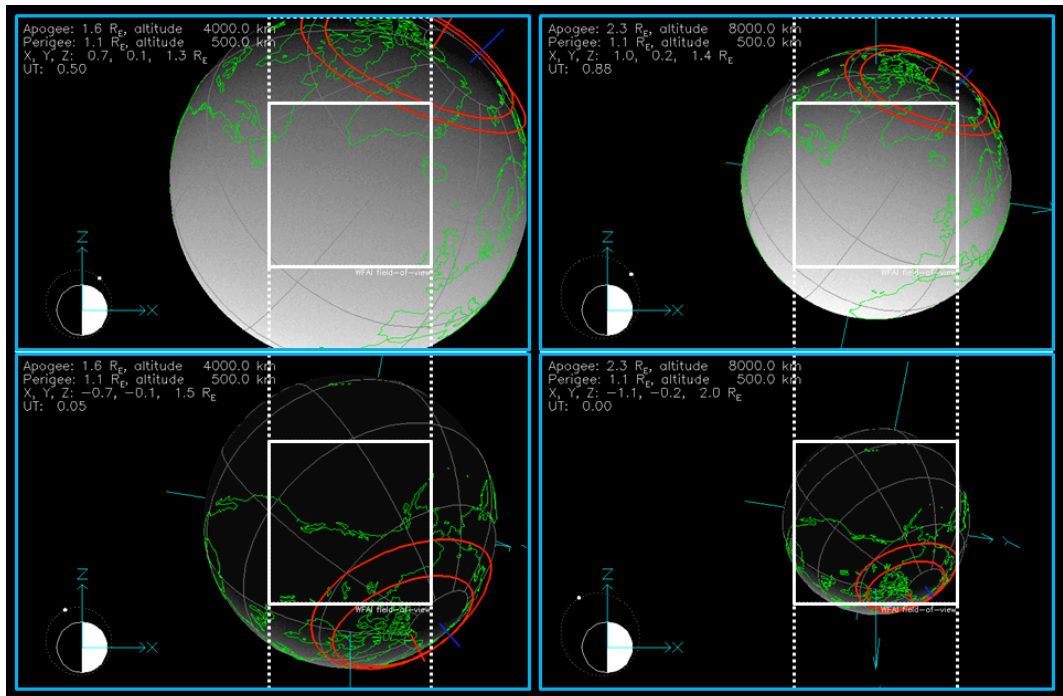 Apogee: 1.6 RE, altitude 4000.0 km
Perigee: 1.1 RE, altitude 500.0 km
X, Y, Z: 0.7, 0.1, 1.3 RE
UT: 0.50
Z
X
WFAI field-of-view
Apogee: 2.3 RE, altitude 8000.0 km
Perigee: 1.1 RE, altitude 500.0 km
X, Y, Z: 1.0, 0.2, 1.4 RE
UT: 0.88
Z
X
WFAI field-of-view
Apogee: 1.6 RE, altitude 4000.0 km
Perigee: 1.1 RE, altitude 500.0 km
X, Y, Z: -0.7, -0.1, 1.5 RE
UT: 0.05
Z
X
WFAI field-of-view
Apogee: 2.3 RE, altitude 8000.0 km
Perigee: 1.1 RE, altitude 500.0 km
X, Y, Z: -1.1, -0.2, 2.0 RE
UT: 0.00
Z
X
Y
WFAI field-of-view